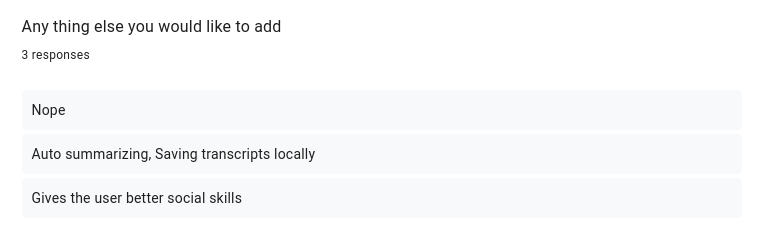 Any thing else you would like to add
3 responses
Nope
Auto summarizing, Saving transcripts locally
Gives the user better social skills